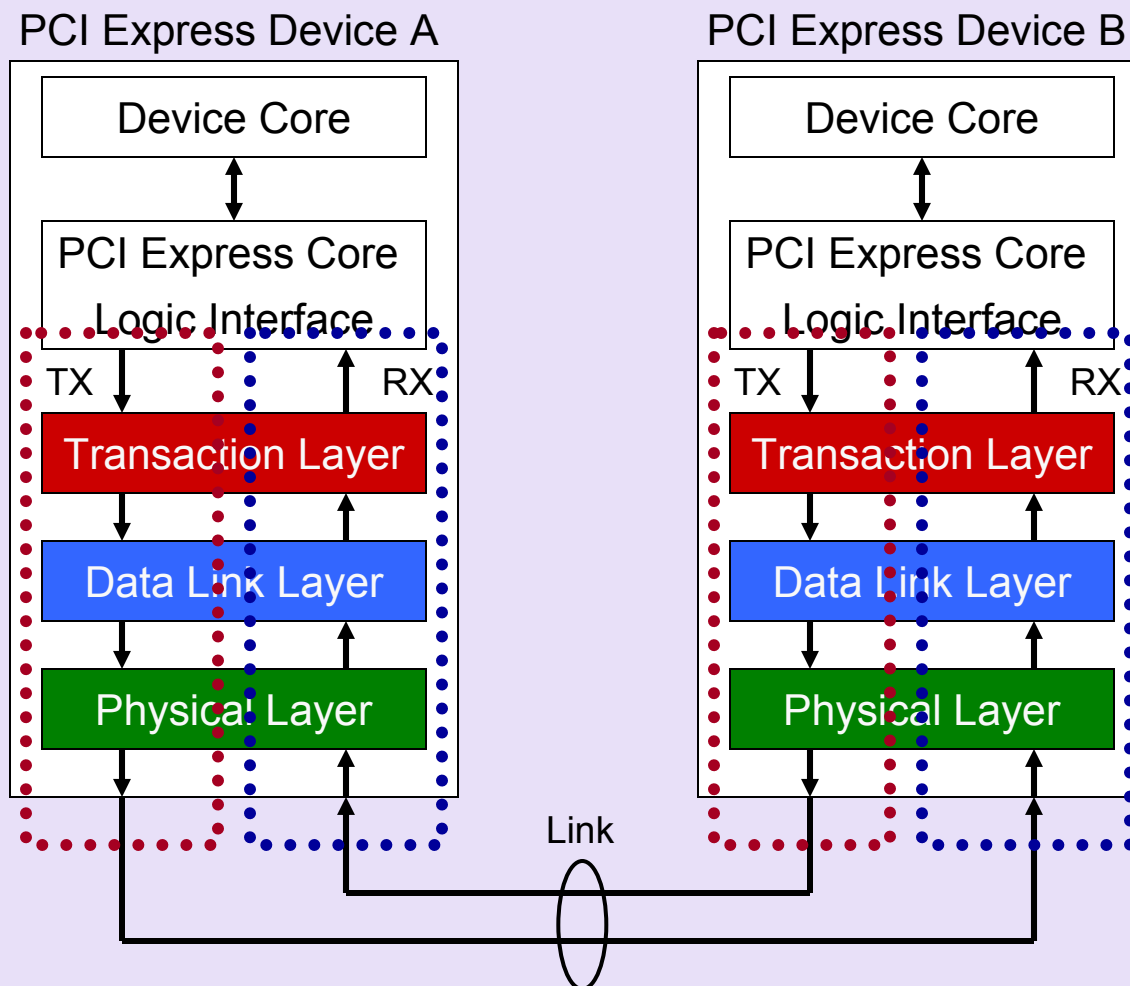 PCI Express Device A
Device Core
PCI Express Core
Logic Interface
TX
RX
Transaction Layer
Data Link Layer
Physical Layer
PCI Express Device B
Device Core
PCI Express Core
Logic Interface
TX
RX
Transaction Layer
Data Link Layer
Physical Layer
Link